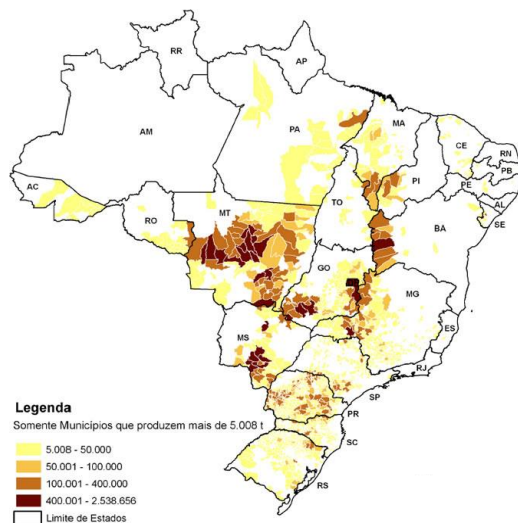 RR
AP
AM
PA
MA
CE
RN
PB
PE
PI
AL
SE
AC
RO
MT
TO
BA
GO
MG
ES
MS
RJ
SP
PR
SC
RS
Legenda
Somente Municípios que produzem mais de 5.008 t
5.008 - 50.000
50.001 - 100.000
100.001 - 400.000
400.001 - 2.538.656
Limite de Estados